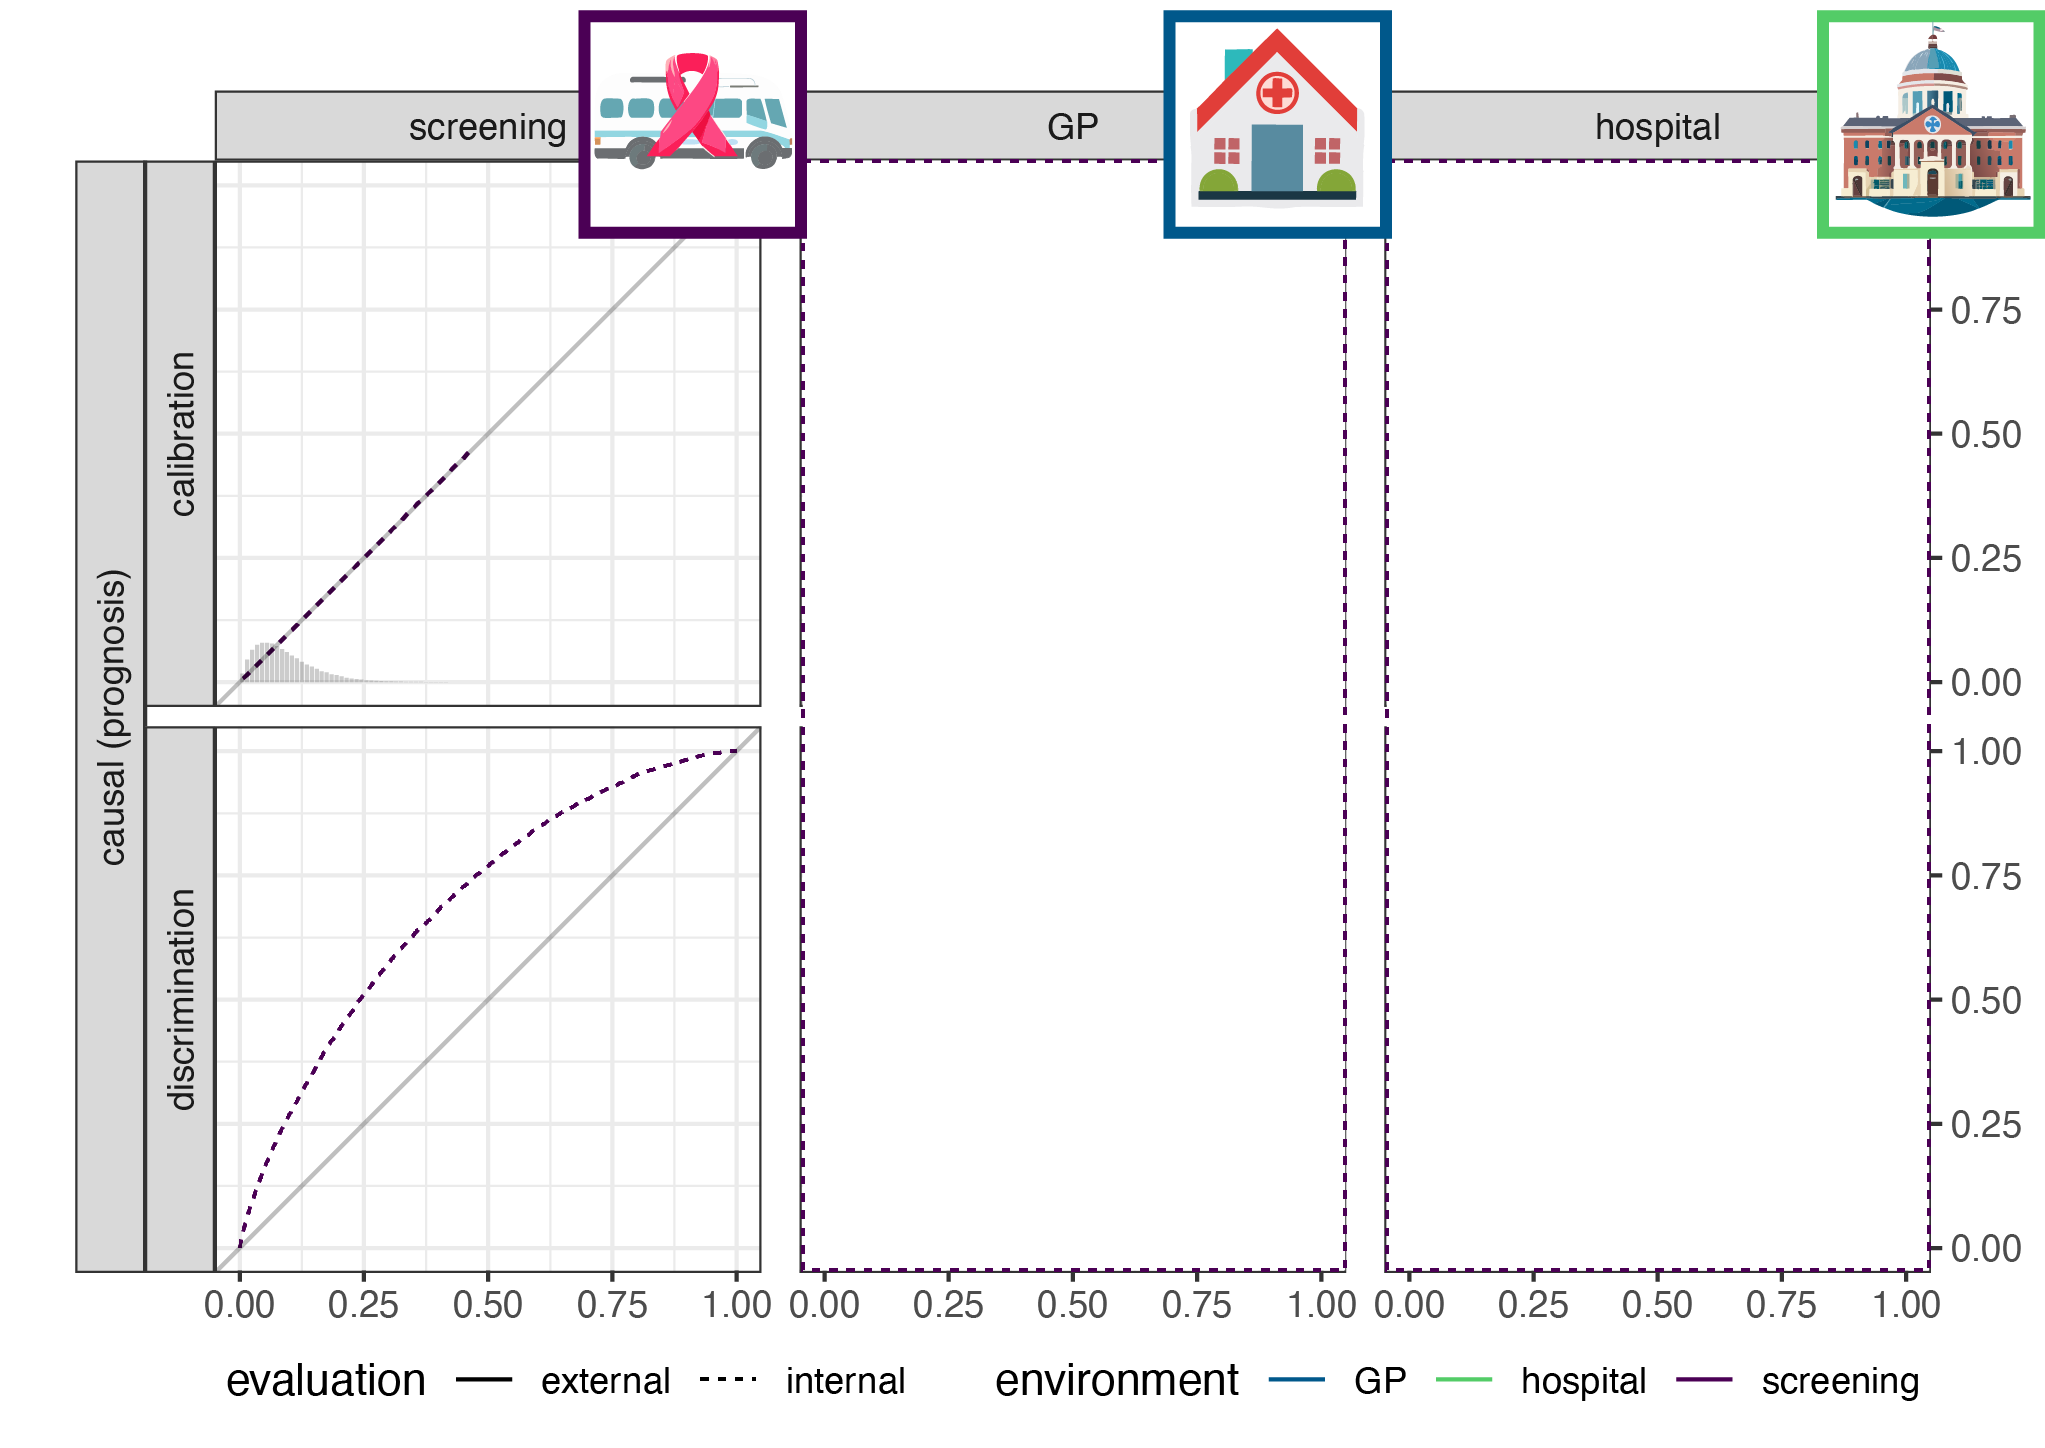 screening
GP
hospital
causal (prognosis)
calibration
0.75
0.50
0.25
0.00
discrimination
1.00
0.75
0.50
0.25
0.00
0.00 0.25 0.50 0.75 1.00 0.00 0.25 0.50 0.75 1.00 0.00 0.25 0.50 0.75 1.00
evaluation external internal environment GP hospital screening